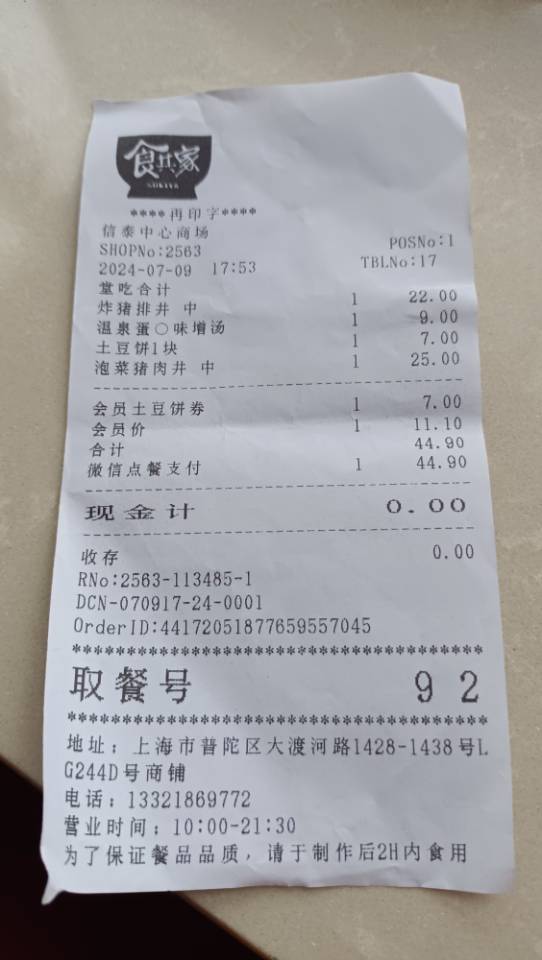 食其家
SUKIYA
****再印字****
信泰中心商场
SHOPNo:2563 POSNo:1
2024-07-09 17:53 TBLNo:17
堂吃合计
炸猪排丼 中 1 22.00
温泉蛋○味增汤 1 9.00
土豆饼1块 1 7.00
泡菜猪肉丼 中 1 25.00
会员土豆饼券 1 7.00
会员价 1 11.10
合计 44.90
微信点餐支付 1 44.90
现金计 0.00
收存 0.00
RNo:2563-113485-1
DCN-070917-24-0001
OrderID:44172051877659557045
取餐号 92
地址：上海市普陀区大渡河路1428-1438号L
G244D号商铺
电话：13321869772
营业时间：10:00-21:30
为了保证餐品品质，请于制作后2H内食用